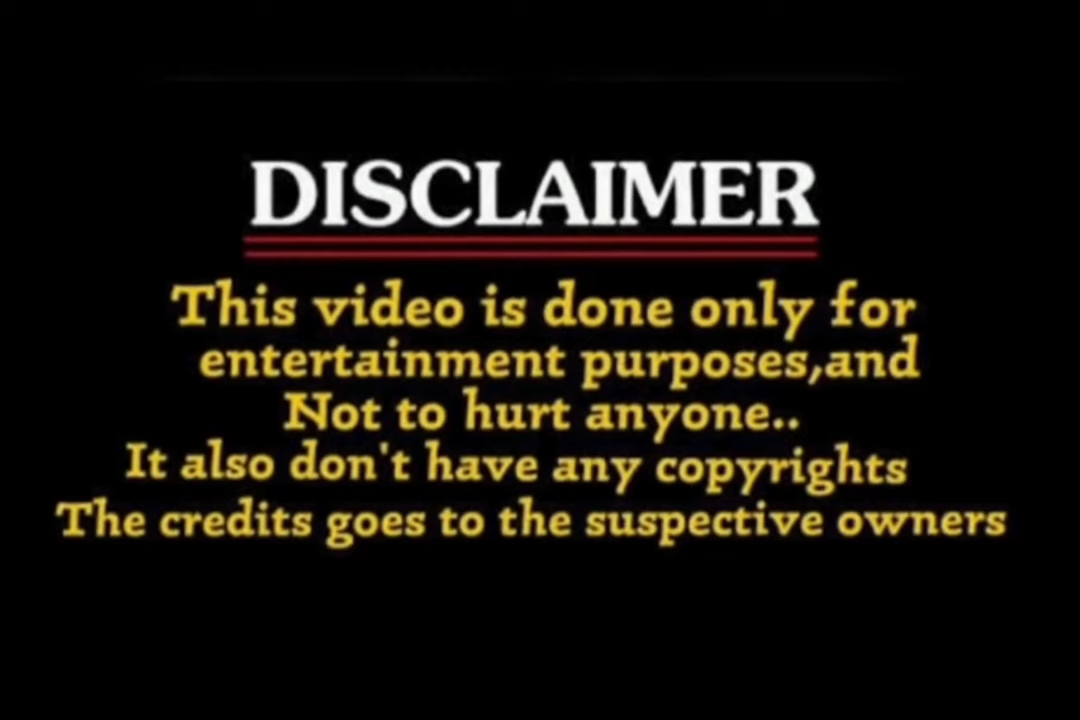 DISCLAIMER
This video is done only for
entertainment purposes,and
Not to hurt anyone..
It also don't have any copyrights
The credits goes to the suspective owners